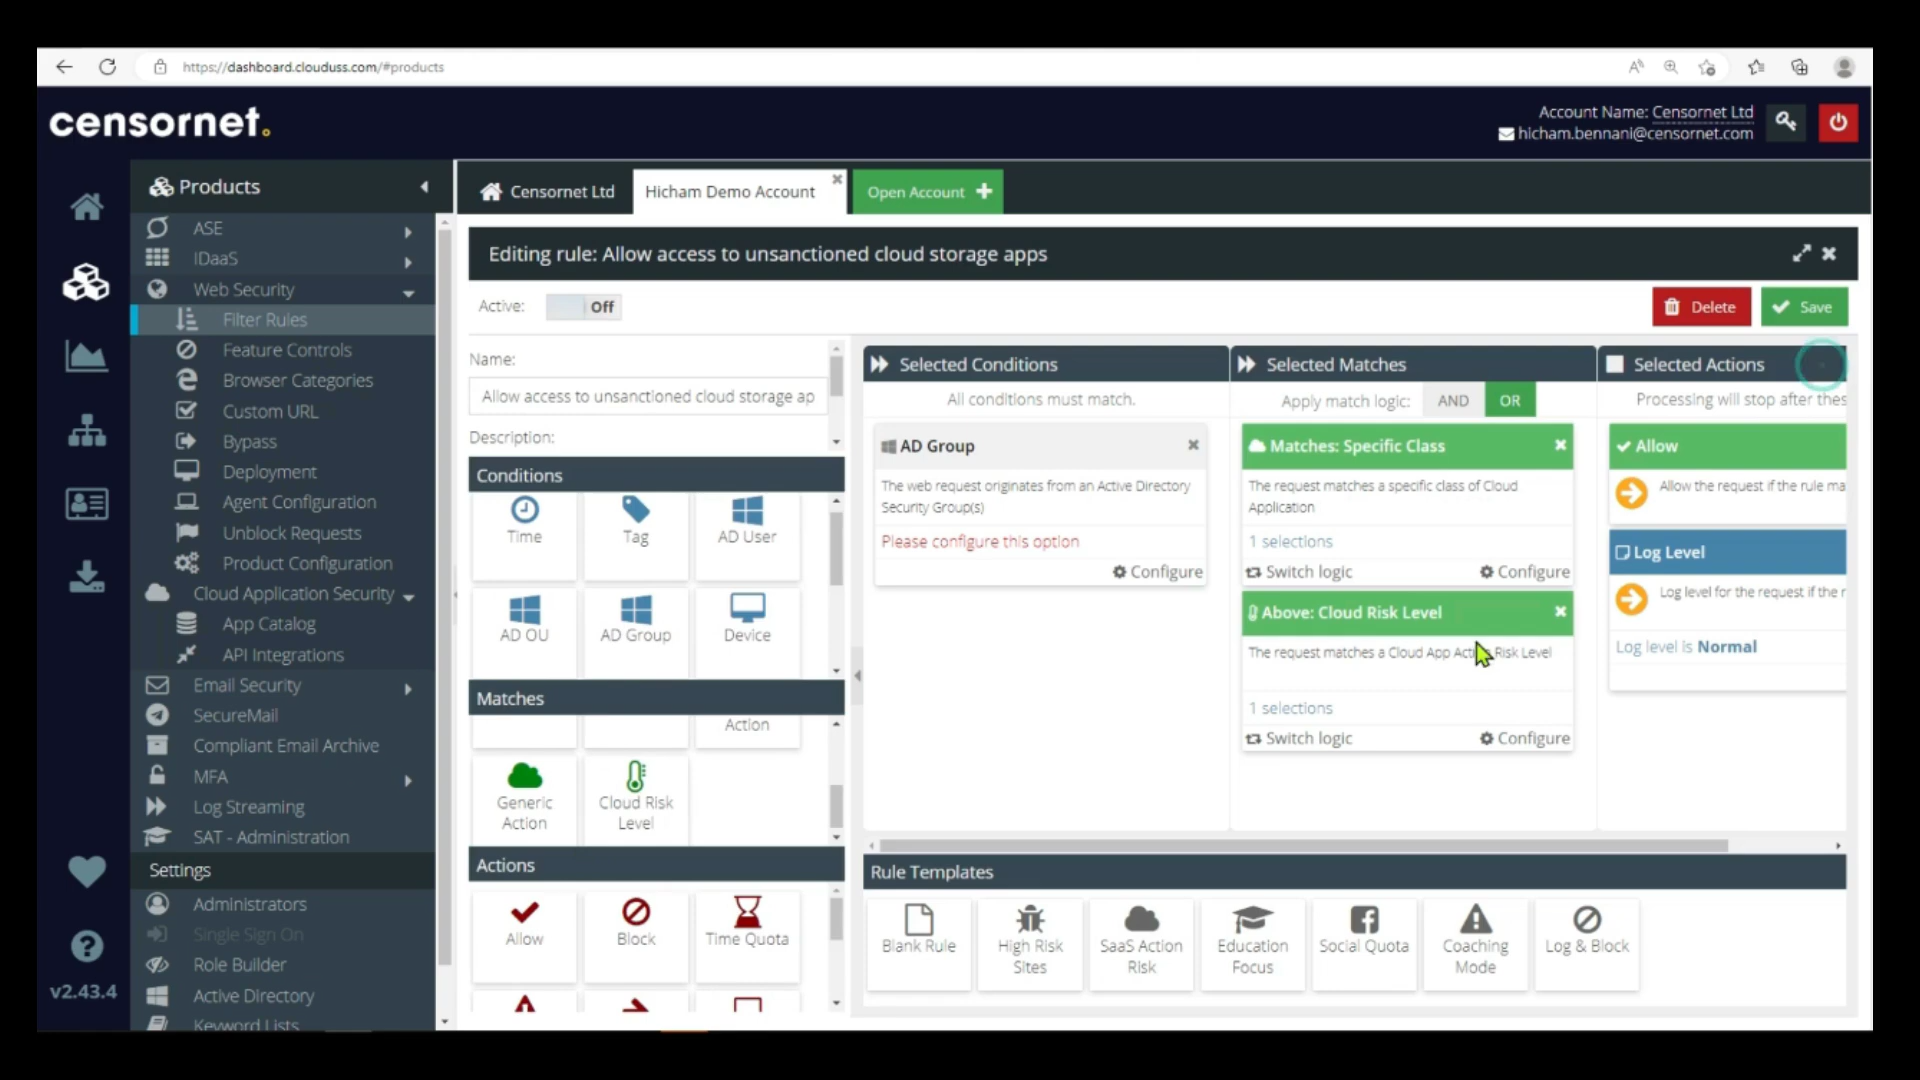 https://dashboard.clouduss.com/#products
censornet.
Account Name: Censornet Ltd
hicham.bennani@censornet.com
Products
ASE
IDaaS
Web Security
Filter Rules
Feature Controls
Browser Categories
Custom URL
Bypass
Deployment
Agent Configuration
Unblock Requests
Product Configuration
Cloud Application Security
App Catalog
API Integrations
Email Security
SecureMail
Compliant Email Archive
MFA
Log Streaming
SAT - Administration
Settings
Administrators
Single Sign On
Role Builder
Active Directory
Keyword Lists
v2.43.4
Censornet Ltd
Hicham Demo Account
Open Account
Editing rule: Allow access to unsanctioned cloud storage apps
Active: Off
Delete
Save
Name:
Allow access to unsanctioned cloud storage ap
Description:
Conditions
Time
Tag
AD User
AD OU
AD Group
Device
Matches
Action
Generic Action
Cloud Risk Level
Actions
Allow
Block
Time Quota
Selected Conditions
All conditions must match.
AD Group
The web request originates from an Active Directory
Security Group(s)
Please configure this option
Configure
Selected Matches
Apply match logic: AND OR
Matches: Specific Class
The request matches a specific class of Cloud
Application
1 selections
Switch logic
Configure
Above: Cloud Risk Level
The request matches a Cloud App Risk Level
1 selections
Switch logic
Configure
Selected Actions
Processing will stop after thes
Allow
Allow the request if the rule ma
Log Level
Log level for the request if the r
Log level is Normal
Rule Templates
Blank Rule
High Risk Sites
SaaS Action Risk
Education Focus
Social Quota
Coaching Mode
Log & Block